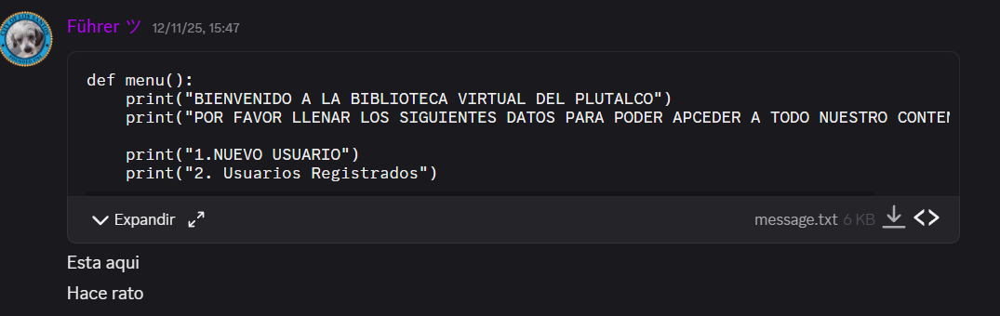 Führer ツ 12/11/25, 15:47
def menu():
    print("BIENVENIDO A LA BIBLIOTECA VIRTUAL DEL PLUTALCO")
    print("POR FAVOR LLENAR LOS SIGUIENTES DATOS PARA PODER APCEDER A TODO NUESTRO
    print("1.NUEVO USUARIO")
    print("2. Usuarios Registrados")
Expandir message.txt 6 KB
Esta aqui
Hace rato